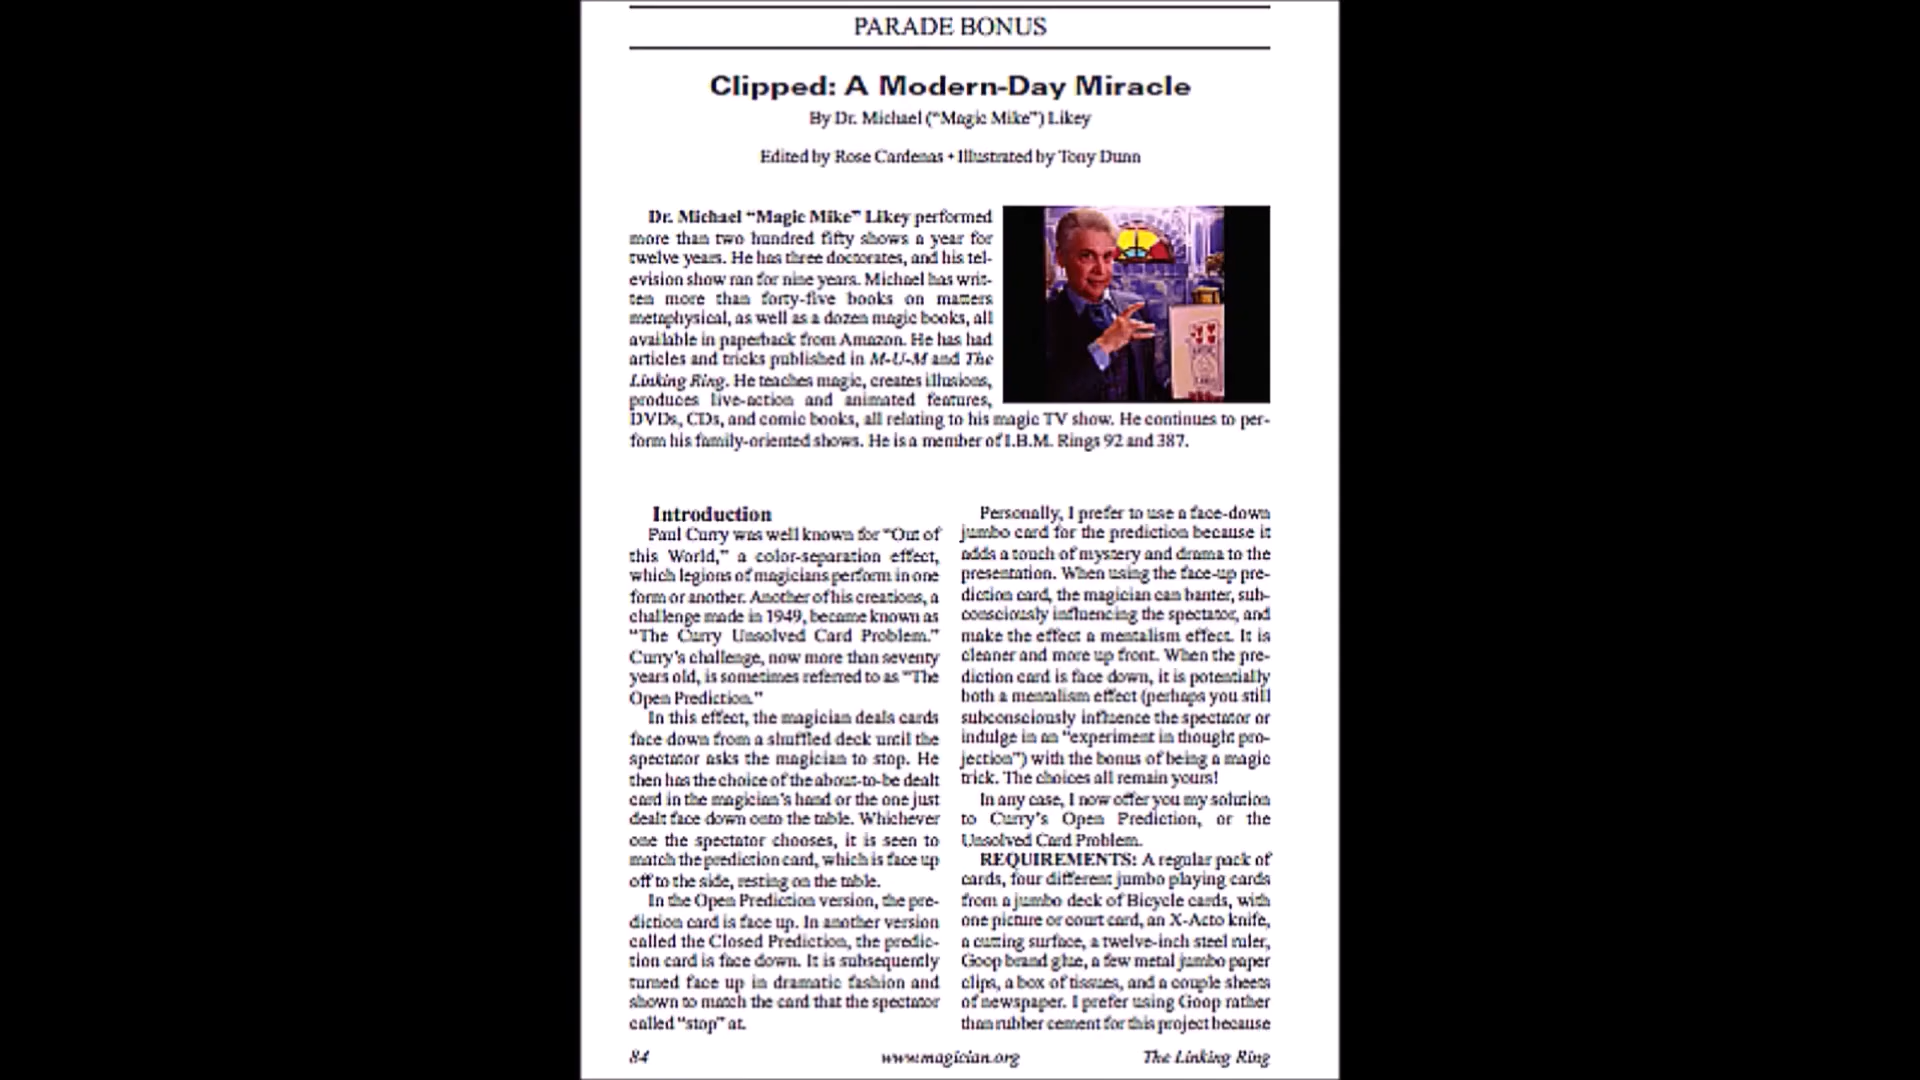 PARADE BONUS
Clipped: A Modern-Day Miracle
By Dr. Michael (“Magic Mike”) Likey
Edited by Rose Cardenas • Illustrated by Tony Dunn
Dr. Michael “Magic Mike” Likey performed
more than two hundred fifty shows a year for
twelve years. He has three doctorates, and his tel-
evision show ran for nine years. Michael has writ-
ten more than forty-five books on matters
metaphysical, as well as a dozen magic books, all
available in paperback from Amazon. He has had
articles and tricks published in M-U-M and The
Linking Ring. He teaches magic, creates illusions,
produces live-action and animated features,
DVDs, CDs, and comic books, all relating to his magic TV show. He continues to per-
form his family-oriented shows. He is a member of I.B.M. Rings 92 and 387.
Introduction
Paul Curry was well known for “Out of
this World,” a color-separation effect,
which legions of magicians perform in one
form or another. Another of his creations, a
challenge made in 1949, became known as
“The Curry Unsolved Card Problem.”
Curry’s challenge, now more than seventy
years old, is sometimes referred to as “The
Open Prediction.”
In this effect, the magician deals cards
face down from a shuffled deck until the
spectator asks the magician to stop. He
then has the choice of the about-to-be dealt
card in the magician’s hand or the one just
dealt face down onto the table. Whichever
one the spectator chooses, it is seen to
match the prediction card, which is face up
off to the side, resting on the table.
In the Open Prediction version, the pre-
diction card is face up. In another version
called the Closed Prediction, the predic-
tion card is face down. It is subsequently
turned face up in dramatic fashion and
shown to match the card that the spectator
called “stop” at.
Personally, I prefer to use a face-down
jumbo card for the prediction because it
adds a touch of mystery and drama to the
presentation. When using the face-up pre-
diction card, the magician can banter, sub-
consciously influencing the spectator, and
make the effect a mentalism effect. It is
cleaner and more up front. When the pre-
diction card is face down, it is potentially
both a mentalism effect (perhaps you still
subconsciously influence the spectator or
indulge in an “experiment in thought pro-
jection”) with the bonus of being a magic
trick. The choices all remain yours!
In any case, I now offer you my solution
to Curry’s Open Prediction, or the
Unsolved Card Problem.
REQUIREMENTS: A regular pack of
cards, four different jumbo playing cards
from a jumbo deck of Bicycle cards, with
one picture or court card, an X-Acto knife,
a cutting surface, a twelve-inch steel ruler,
Goop brand glue, a few metal jumbo paper
clips, a box of tissues, and a couple sheets
of newspaper. I prefer using Goop rather
than rubber cement for this project because
84
www.magician.org
The Linking Ring